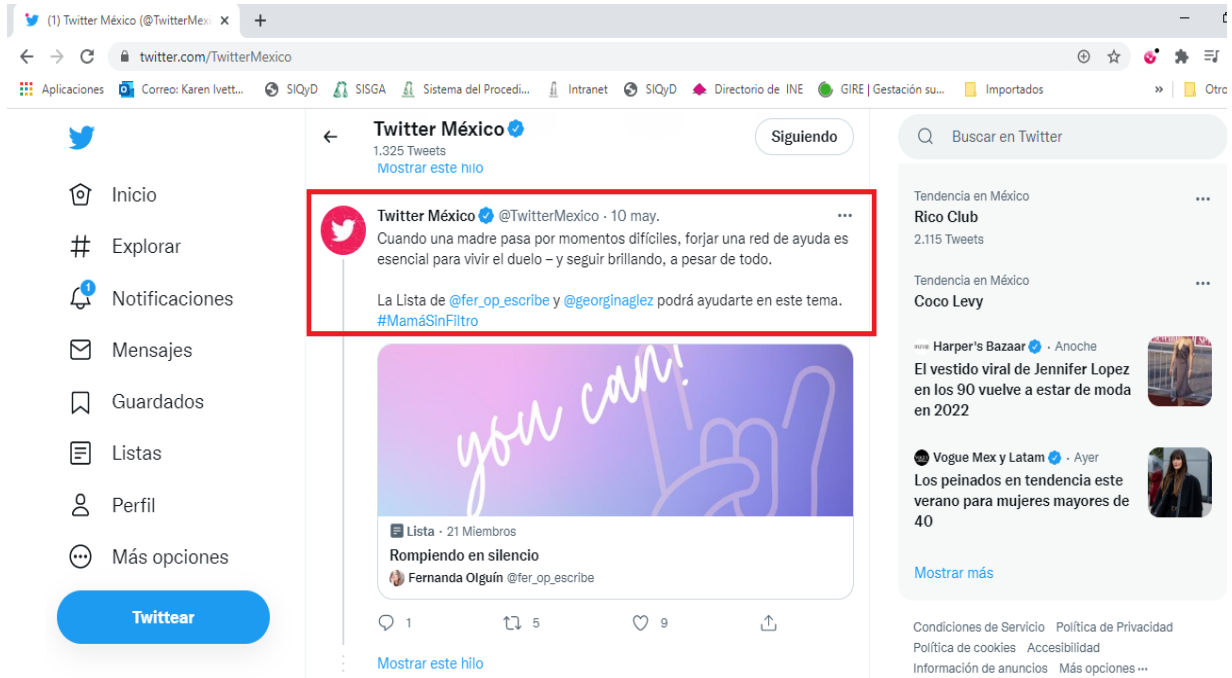 (1) Twitter México (@TwitterMexi
twitter.com/TwitterMexico
Aplicaciones
Correo: Karen Ivett...
SIQyD
SISGA
Sistema del Procedi...
Intranet
SIQyD
Directorio de INE
GIRE | Gestación su...
Importados
»
Otro
Inicio
Explorar
1
Notificaciones
Mensajes
Guardados
Listas
Perfil
Más opciones
Twittear
Twitter México
1.325 Tweets
Siguiendo
Mostrar este hilo
Twitter México @TwitterMexico · 10 may.
Cuando una madre pasa por momentos difíciles, forjar una red de ayuda es
esencial para vivir el duelo – y seguir brillando, a pesar de todo.
La Lista de @fer_op_escribe y @georginaglez podrá ayudarte en este tema.
#MamáSinFiltro
you can!
Lista · 21 Miembros
Rompiendo en silencio
Fernanda Olguín @fer_op_escribe
1
5
9
Mostrar este hilo
Buscar en Twitter
Tendencia en México
Rico Club
2.115 Tweets
Tendencia en México
Coco Levy
Harper's Bazaar · Anoche
El vestido viral de Jennifer Lopez
en los 90 vuelve a estar de moda
en 2022
Vogue Mex y Latam · Ayer
Los peinados en tendencia este
verano para mujeres mayores de
40
Mostrar más
Condiciones de Servicio Política de Privacidad
Política de cookies Accesibilidad
Información de anuncios Más opciones ···